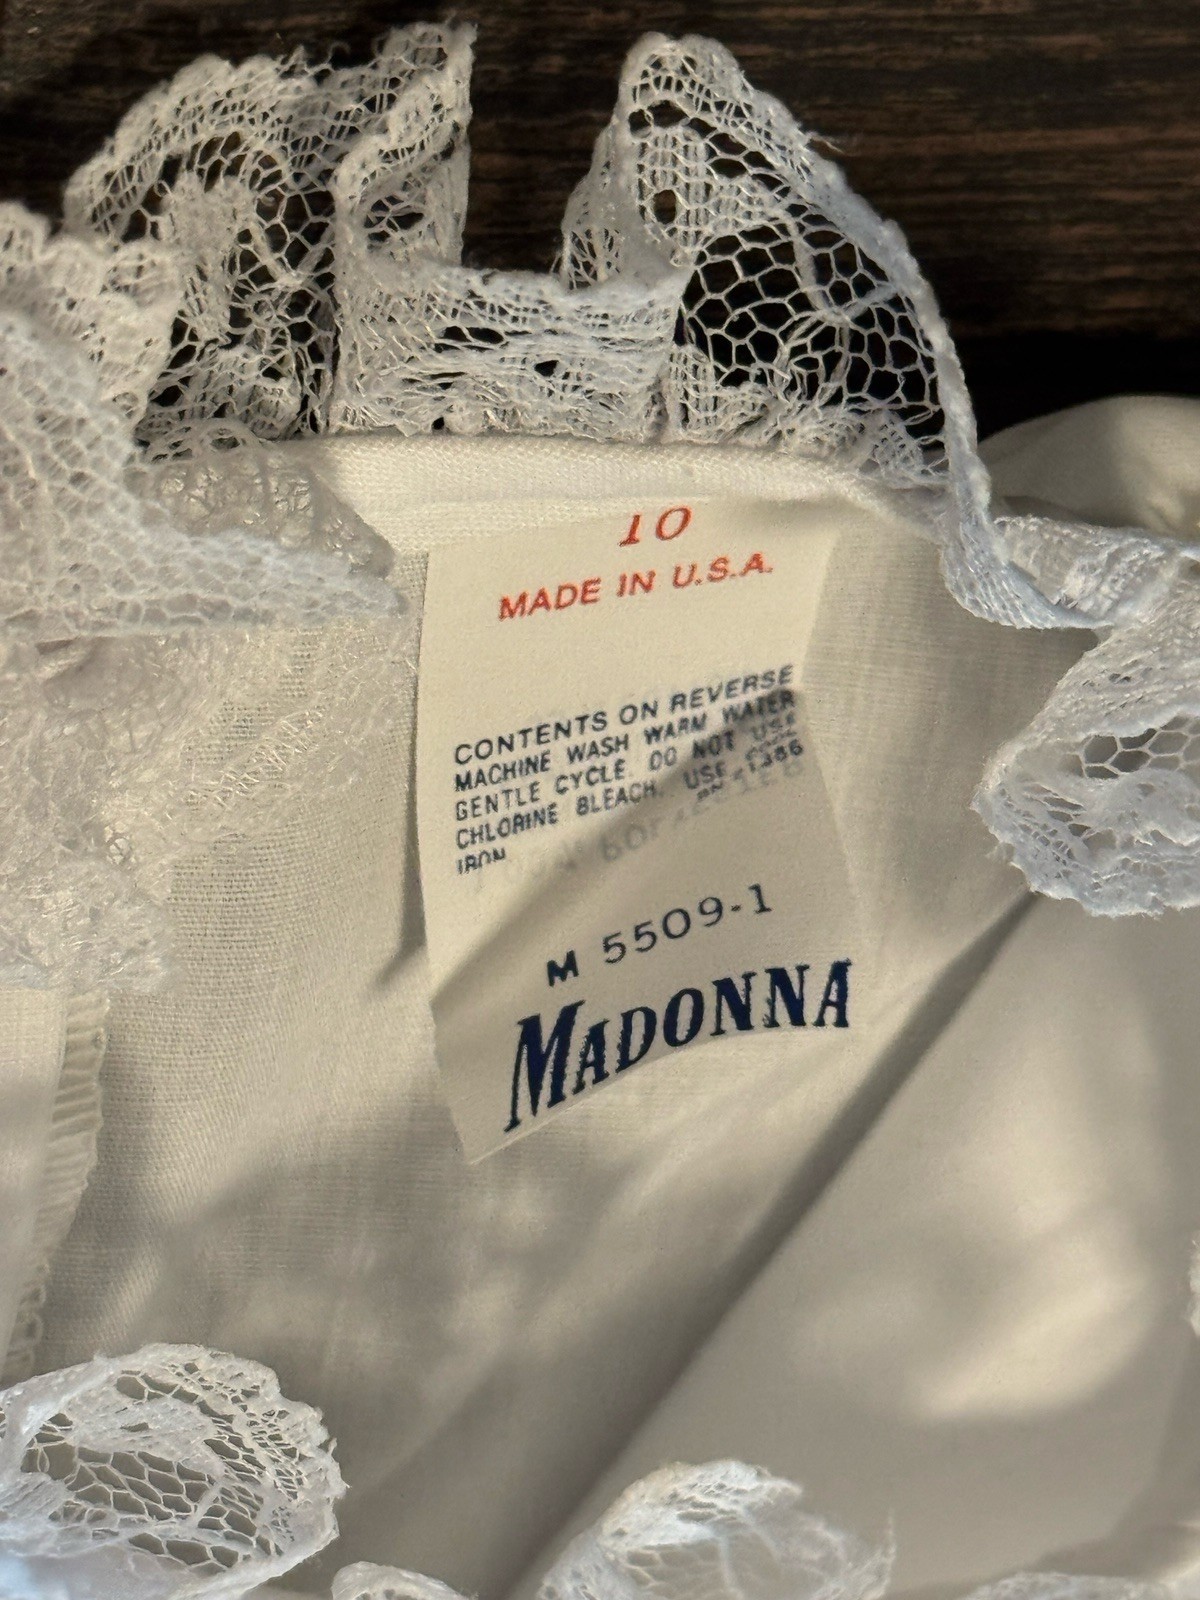 10
MADE IN U.S.A.
CONTENTS ON REVERSE
MACHINE WASH WARM WATER
GENTLE CYCLE. DO NOT USE
CHLORINE BLEACH. USE COOL
IRON
M 5509-1
MADONNA